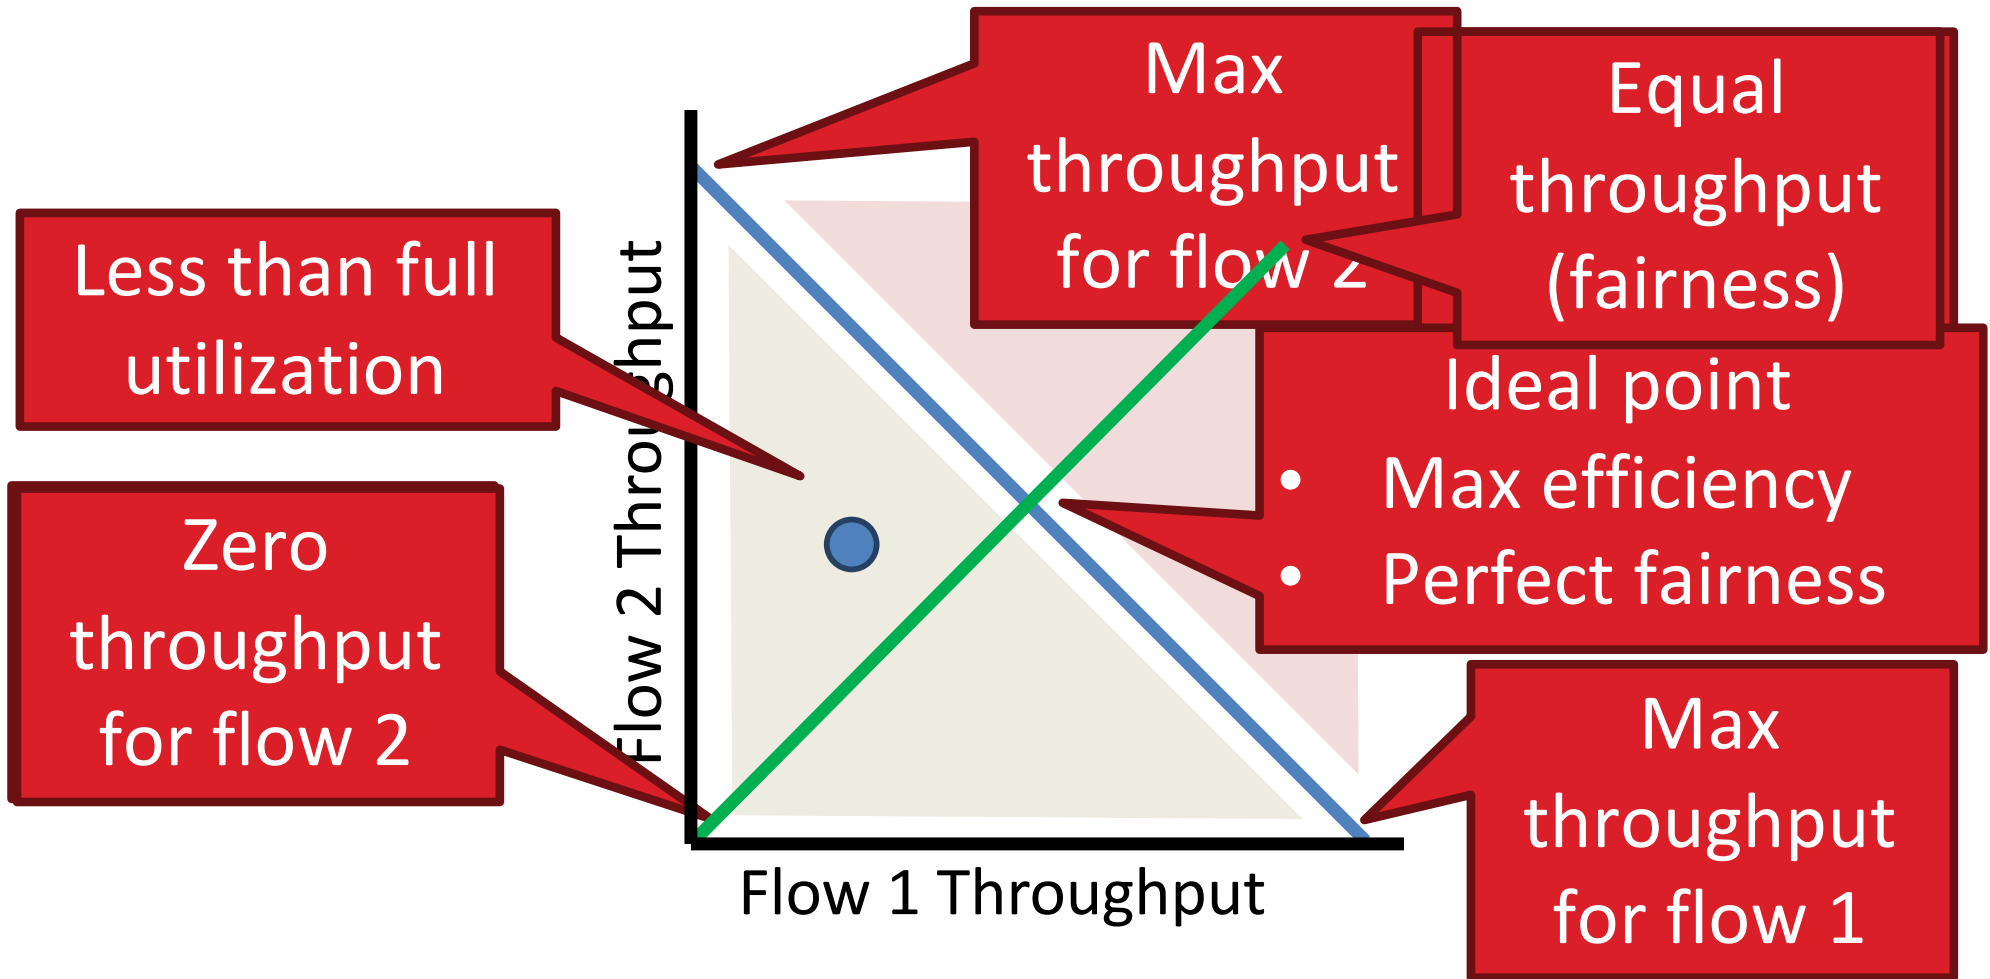 Max
throughput
for flow 2
Equal
throughput
(fairness)
Less than full
utilization
Ideal point
• Max efficiency
• Perfect fairness
Zero
throughput
for flow 2
Flow 2 Throughput
Max
throughput
for flow 1
Flow 1 Throughput